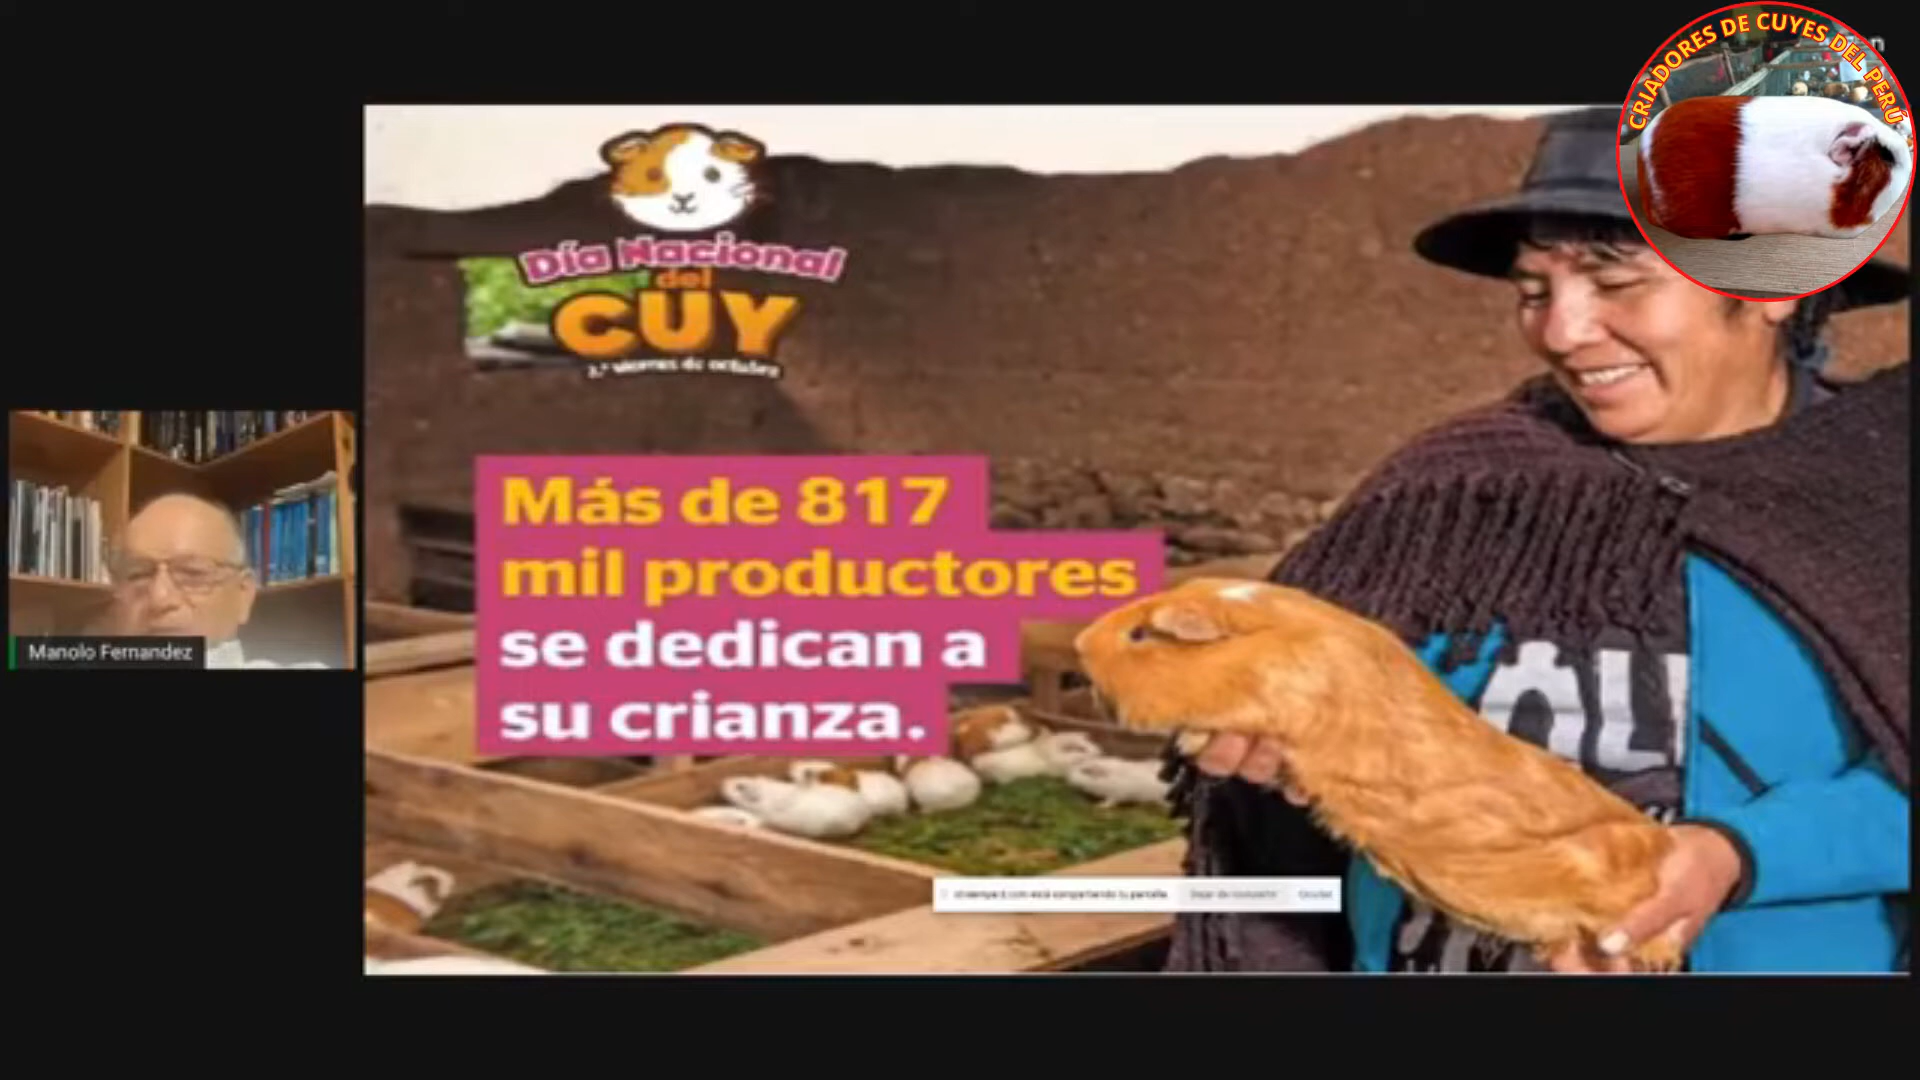 CRIADORES DE CUYES DEL PERÚ
Día Nacional
del
CUY
Más de 817
mil productores
se dedican a
su crianza.
Manolo Fernandez